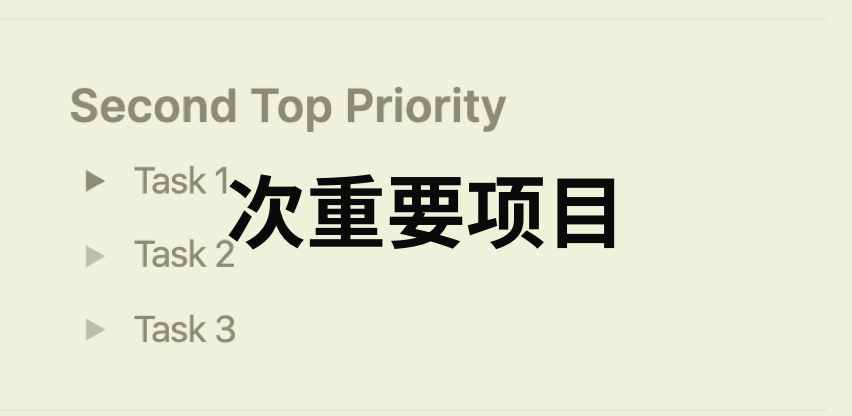 Second Top Priority
Task 1
次重要项目
Task 2
Task 3